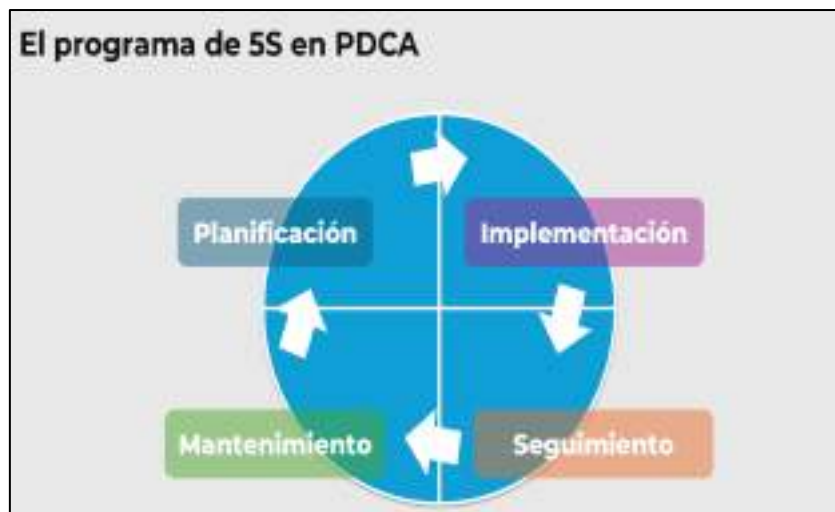 El programa de 5S en PDCA
Planificación
Implementación
Mantenimiento
Seguimiento